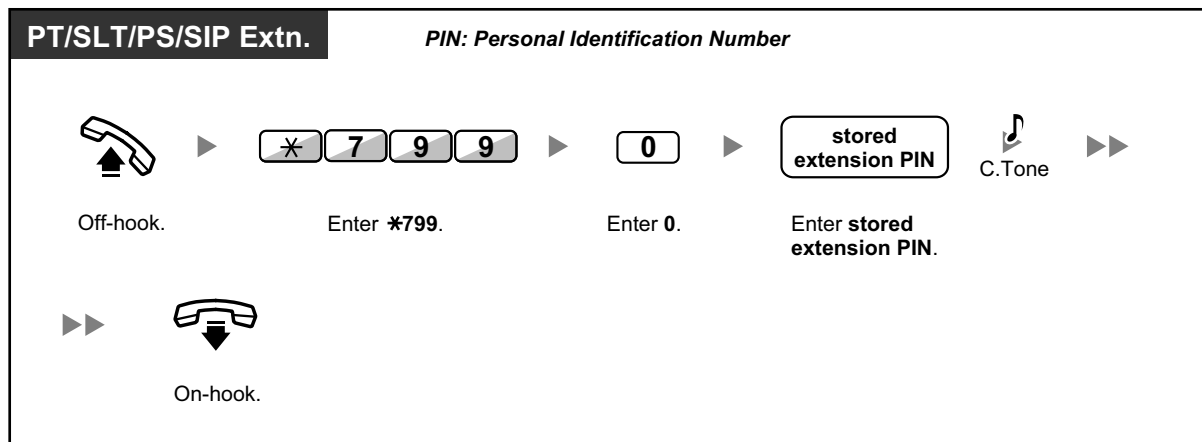 PT/SLT/PS/SIP Extn.
PIN: Personal Identification Number
* 7 9 9
0
stored
extension PIN
C.Tone
Off-hook.
Enter *799.
Enter 0.
Enter stored
extension PIN.
On-hook.